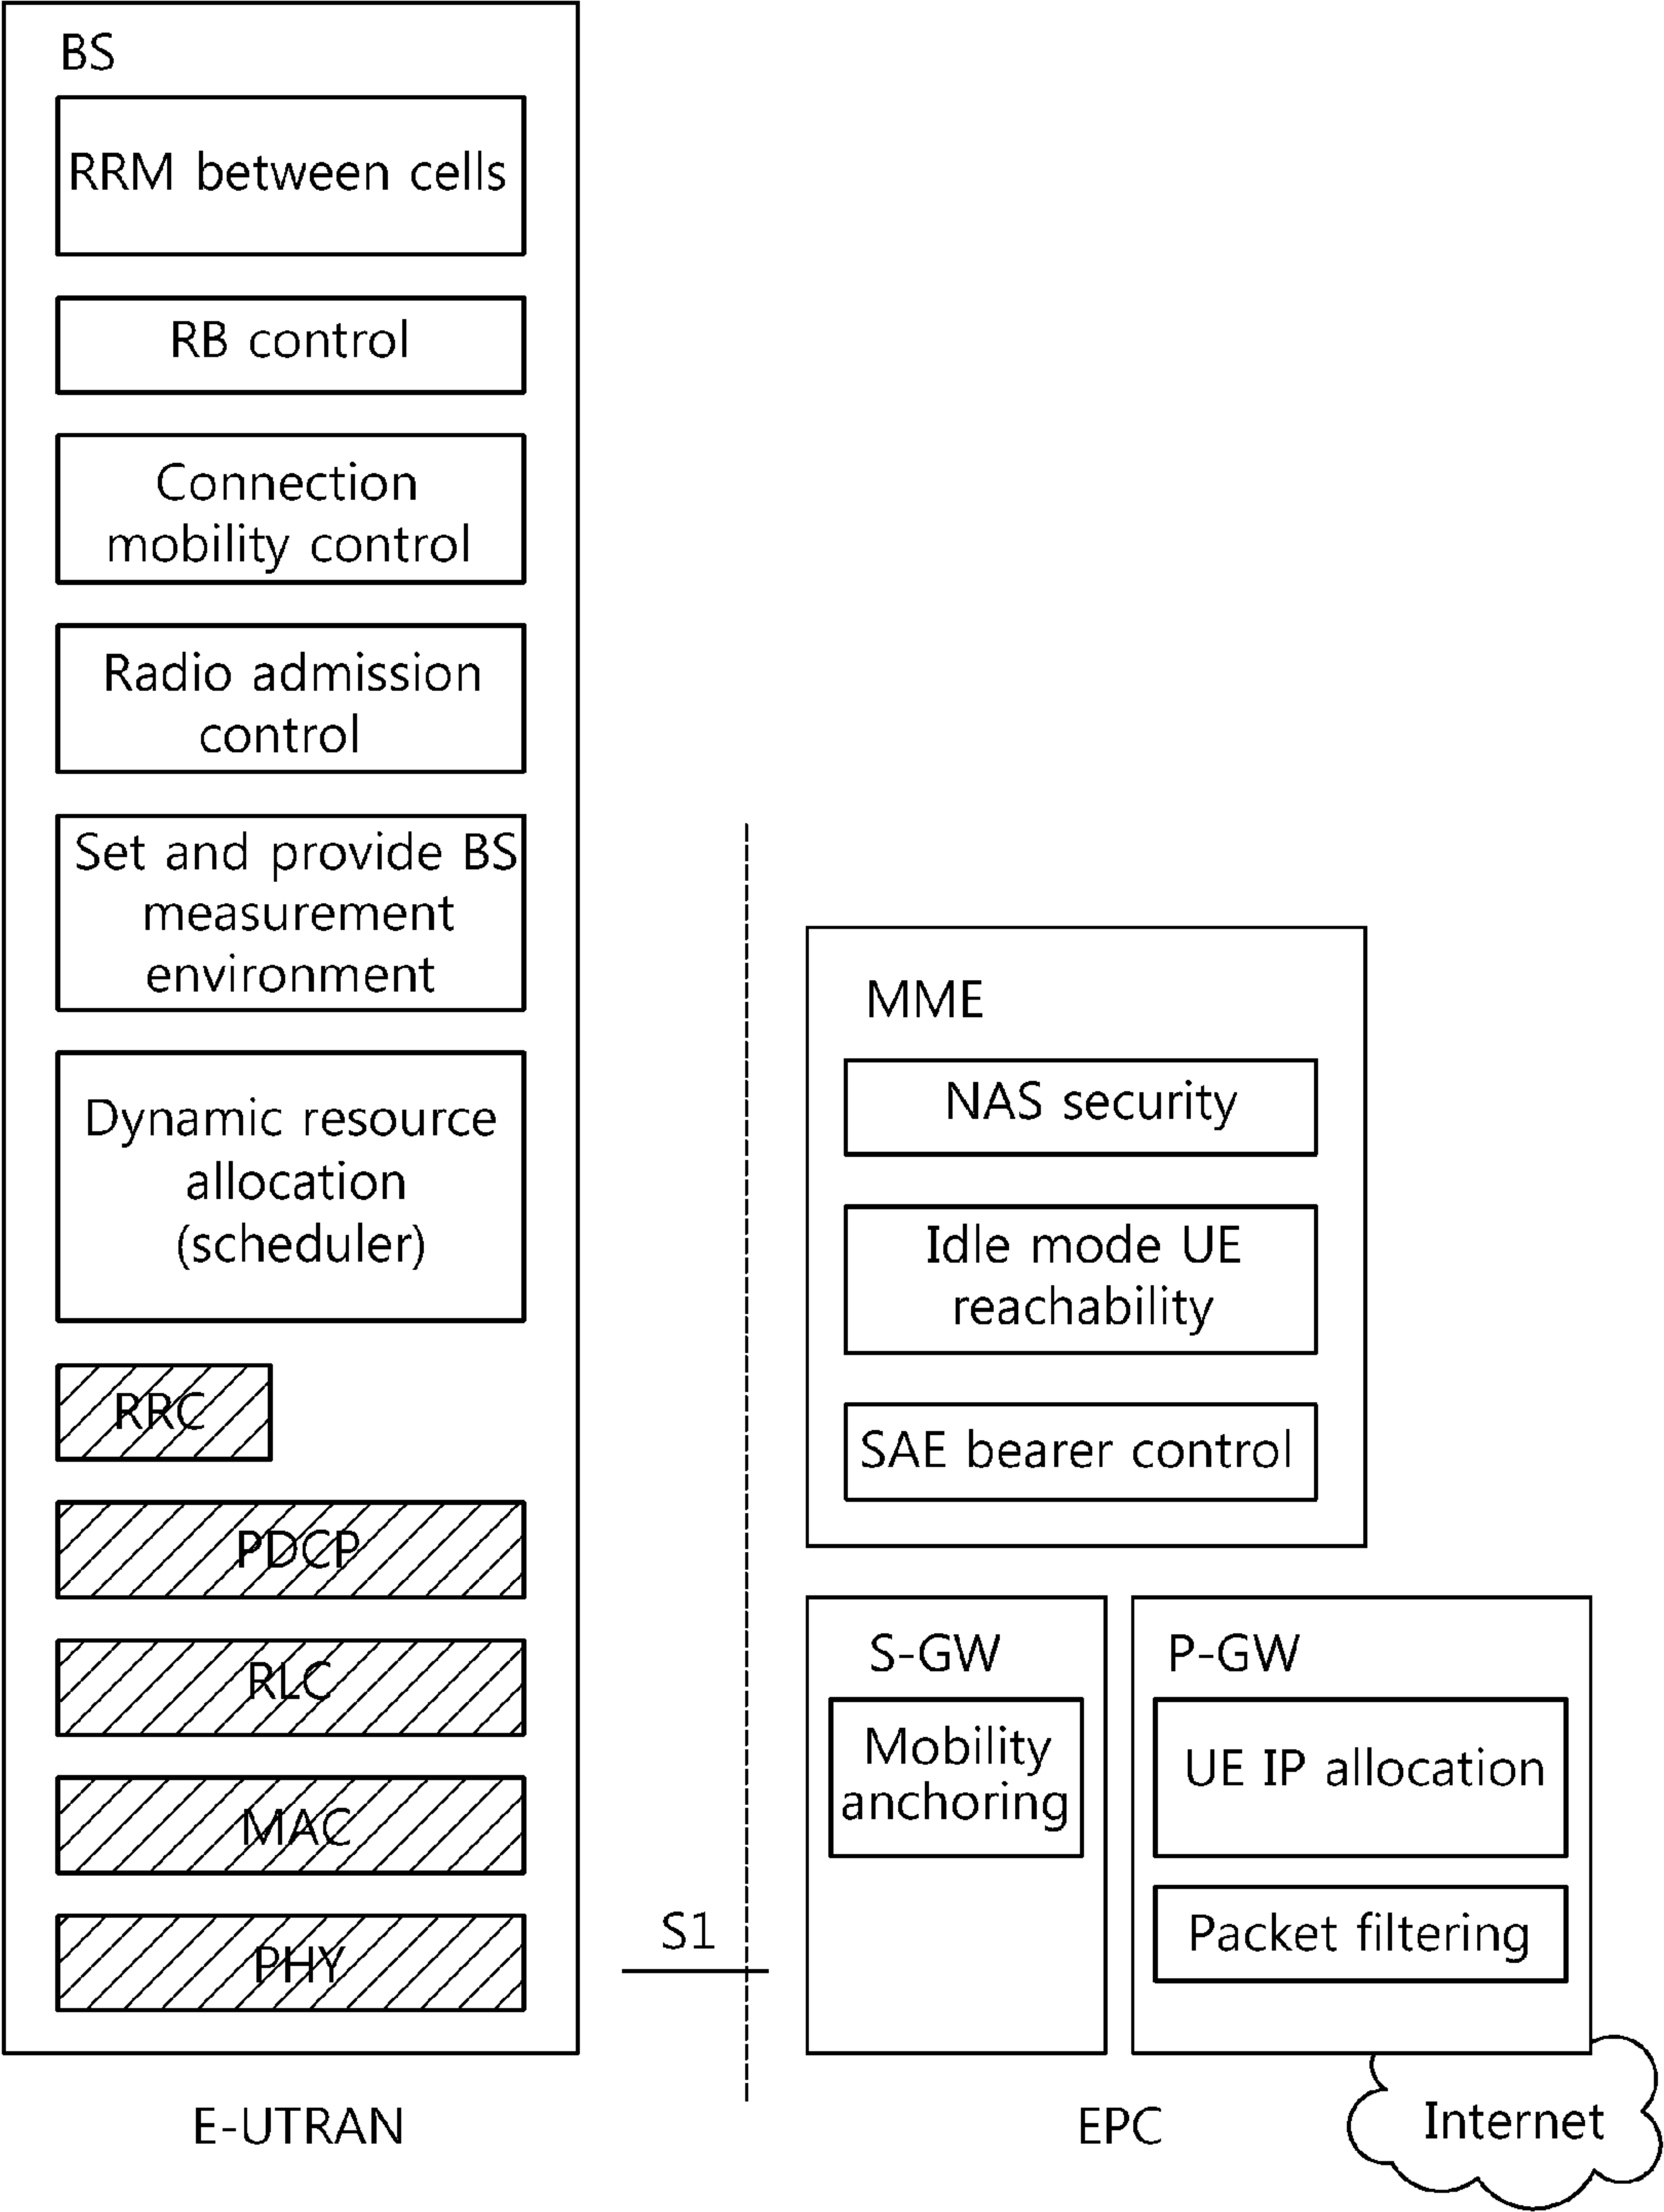 BS
RRM between cells
RB control
Connection
mobility control
Radio admission
control
Set and provide BS
measurement
environment
Dynamic resource
allocation
(scheduler)
RRC
PDCP
RLC
MAC
PHY
E-UTRAN
S1
MME
NAS security
Idle mode UE
reachability
SAE bearer control
S-GW
Mobility
anchoring
P-GW
UE IP allocation
Packet filtering
EPC
Internet